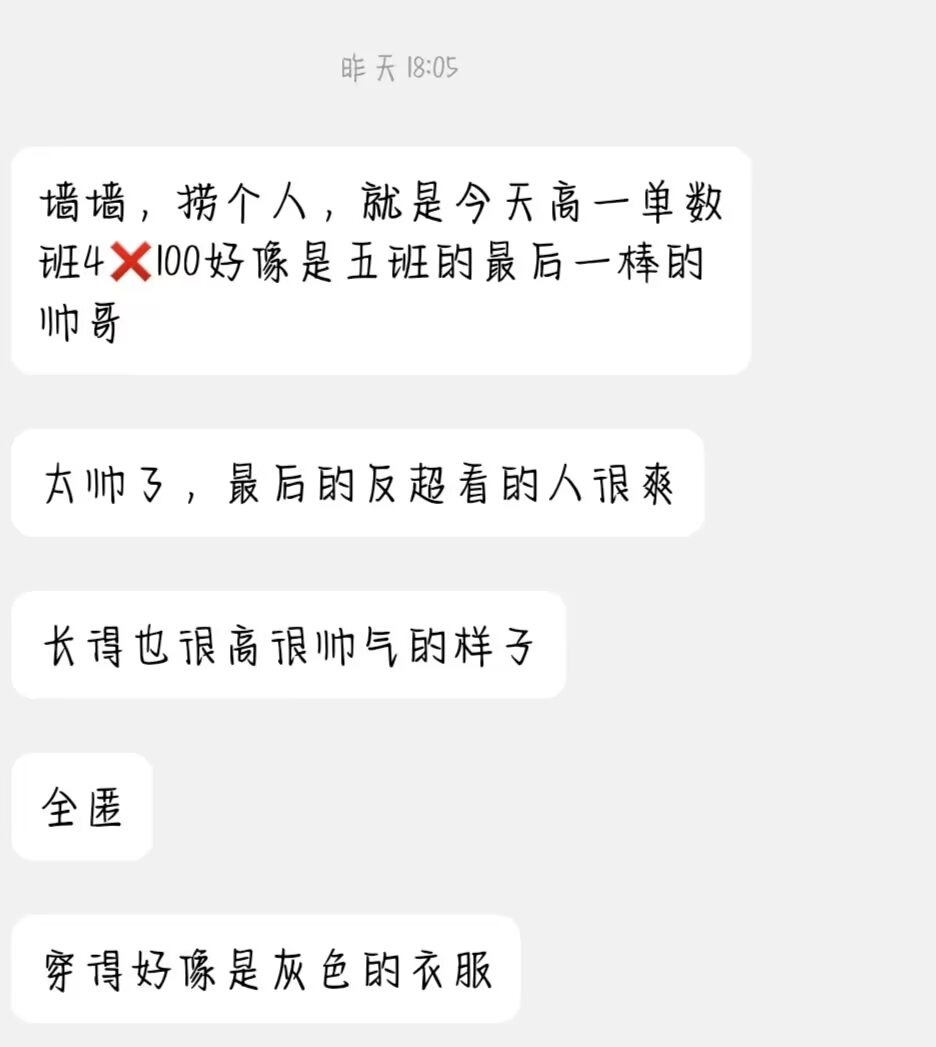 昨天 18:05
墙墙，捞个人，就是今天高一单数
班4❌100好像是五班的最后一棒的
帅哥
太帅了，最后的反超看的人很爽
长得也很高很帅气的样子
全匿
穿得好像是灰色的衣服